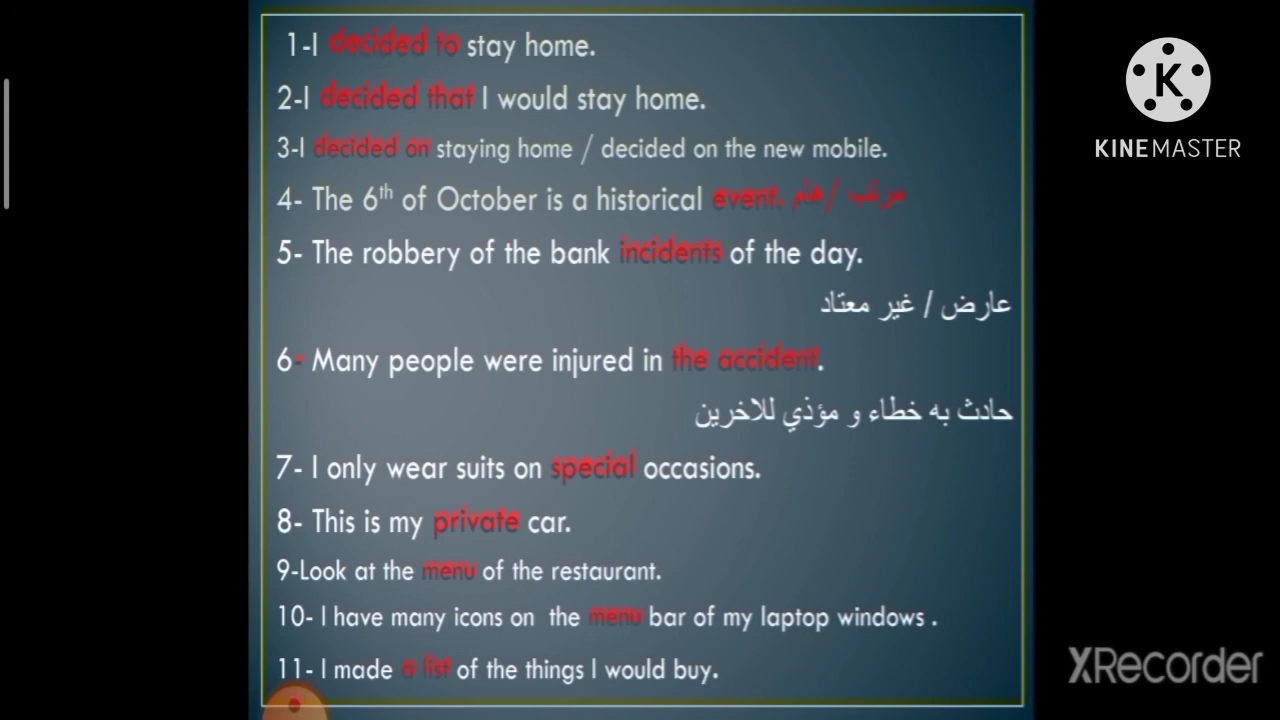 1-I decided to stay home.
2-I decided that I would stay home.
3-I decided on staying home / decided on the new mobile.
4- The 6th of October is a historical event. مرتب / هام
5- The robbery of the bank incidents of the day.
عارض / غير معتاد
6- Many people were injured in the accident.
حادث به خطاء و مؤذي للاخرين
7- I only wear suits on special occasions.
8- This is my private car.
9-Look at the menu of the restaurant.
10- I have many icons on the menu bar of my laptop windows .
11- I made a list of the things I would buy.
K
KINEMASTER
XRecorder